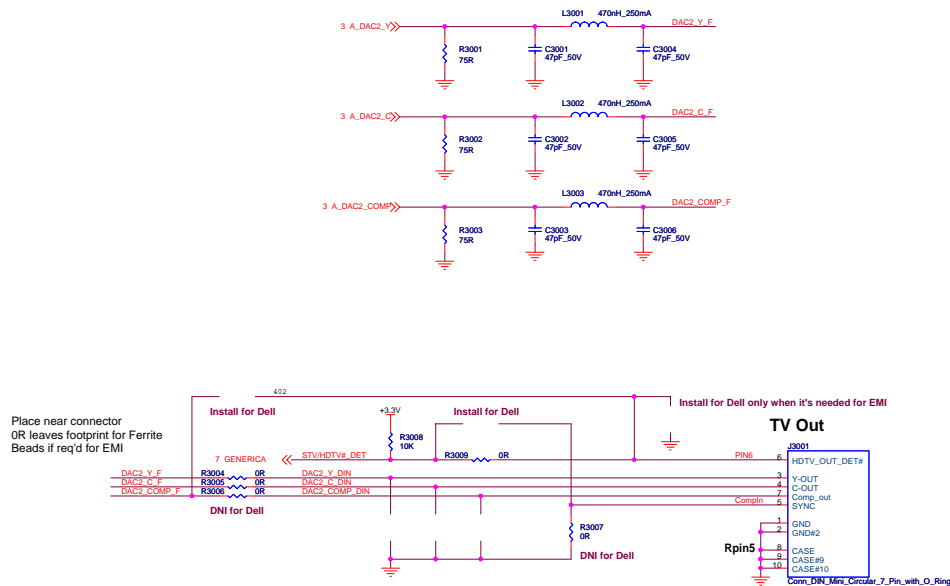 L3001 470nH_250mA
3 A_DAC2_Y DAC2_Y_F
R3001 C3001 C3004
75R 47pF_50V 47pF_50V
L3002 470nH_250mA
3 A_DAC2_C DAC2_C_F
R3002 C3002 C3005
75R 47pF_50V 47pF_50V
L3003 470nH_250mA
3 A_DAC2_COMP DAC2_COMP_F
R3003 C3003 C3006
75R 47pF_50V 47pF_50V
402
Install for Dell +3.3V Install for Dell Install for Dell only when it's needed for EMI
Place near connector
0R leaves footprint for Ferrite
Beads if req'd for EMI
TV Out
R3008
10K
J3001
7 GENERICA STV/HDTV#_DET R3009 0R PIN6 6 HDTV_OUT_DET#
DAC2_Y_F R3004 0R DAC2_Y_DIN 3 Y-OUT
DAC2_C_F R3005 0R DAC2_C_DIN 4 C-OUT
DAC2_COMP_F R3006 0R DAC2_COMP_DIN 7 Comp_out
CompIn 5 SYNC
DNI for Dell
R3007
0R
1 GND
2 GND#2
Rpin5
DNI for Dell
8 CASE
9 CASE#9
10 CASE#10
Conn_DIN_Mini_Circular_7_Pin_with_O_Ring